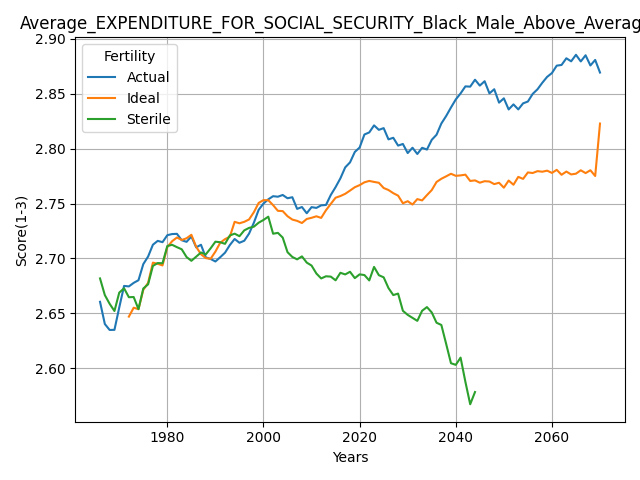 Average_EXPENDITURE_FOR_SOCIAL_SECURITY_Black_Male_Above_Averag
Fertility
Actual
Ideal
Sterile
Score(1-3)
2.90
2.85
2.80
2.75
2.70
2.65
2.60
1980 2000 2020 2040 2060
Years